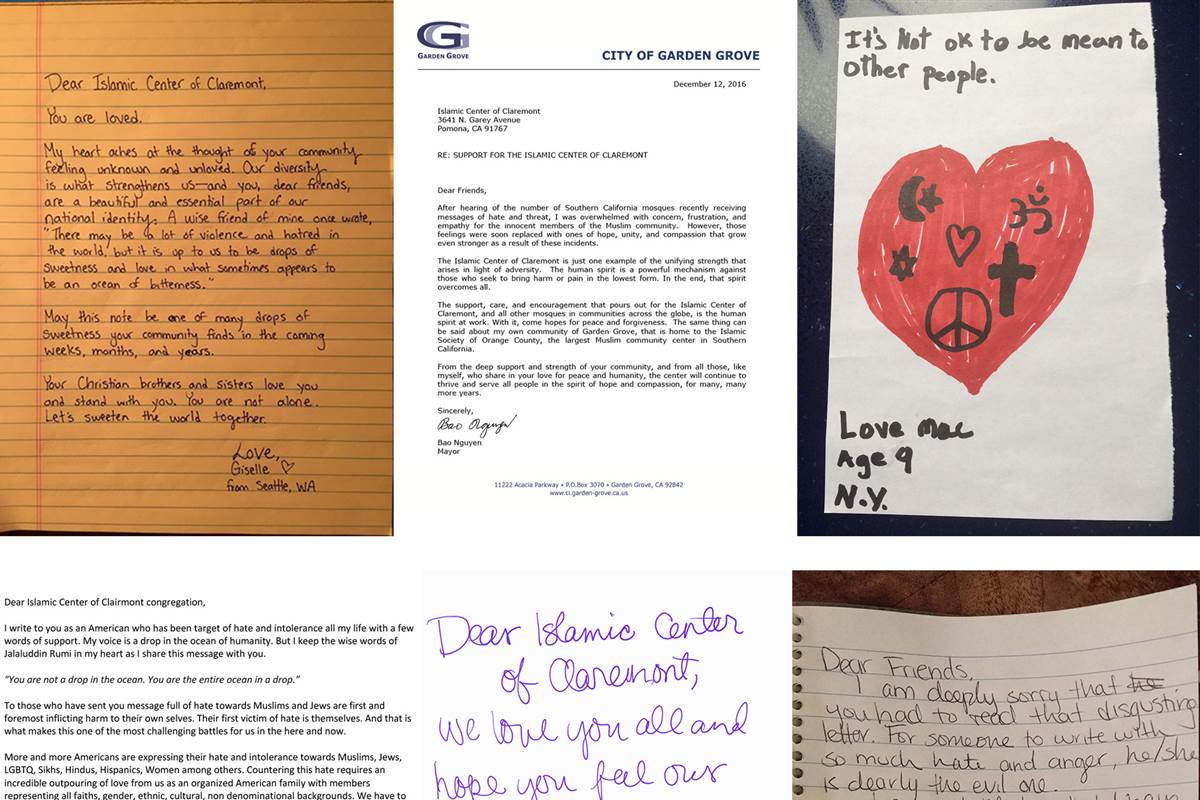 Dear Islamic Center of Claremont,
You are loved.
My heart aches at the thought of your community
feeling unknown and unloved. Our diversity
is what strengthens us—and you, dear friends,
are a beautiful and essential part of our
national identity. A wise friend of mine once wrote,
"There may be a lot of violence and hatred in
the world, but it is up to us to be drops of
sweetness and love in what sometimes appears to
be an ocean of bitterness."
May this note be one of many drops of
sweetness your community finds in the coming
weeks, months, and years.
Your Christian brothers and sisters love you
and stand with you. You are not alone.
Let's sweeten the world together.
Love,
Giselle
from Seattle, WA
GARDEN GROVE
CITY OF GARDEN GROVE
December 12, 2016
Islamic Center of Claremont
3641 N. Garey Avenue
Pomona, CA 91767
RE: SUPPORT FOR THE ISLAMIC CENTER OF CLAREMONT
Dear Friends,
After hearing of the number of Southern California mosques recently receiving
messages of hate and threat, I was overwhelmed with concern, frustration, and
empathy for the innocent members of the Muslim community. However, those
feelings were soon replaced with ones of hope, unity, and compassion that grow
even stronger as a result of these incidents.
The Islamic Center of Claremont is just one example of the unifying strength that
arises in light of adversity. The human spirit is a powerful mechanism against
those who seek to bring harm or pain in the lowest form. In the end, that spirit
overcomes all.
The support, care, and encouragement that pours out for the Islamic Center of
Claremont, and all other mosques in communities across the globe, is the human
spirit at work. With it, come hopes for peace and forgiveness. The same thing can
be said about my own community of Garden Grove, that is home to the Islamic
Society of Orange County, the largest Muslim community center in Southern
California.
From the deep support and strength of your community, and from all those, like
myself, who share in your love for peace and humanity, the center will continue to
thrive and serve all people in the spirit of hope and compassion, for many, many
more years.
Sincerely,
Bao Nguyen
Bao Nguyen
Mayor
11222 Acacia Parkway • P.O.Box 3070 • Garden Grove, CA 92842
www.ci.garden-grove.ca.us
It's Not ok to be mean to
other people.
ॐ
Love Mac
Age 9
N.Y.
Dear Islamic Center of Clairmont congregation,
I write to you as an American who has been target of hate and intolerance all my life with a few
words of support. My voice is a drop in the ocean of humanity. But I keep the wise words of
Jalaluddin Rumi in my heart as I share this message with you.
"You are not a drop in the ocean. You are the entire ocean in a drop."
To those who have sent you message full of hate towards Muslims and Jews are first and
foremost inflicting harm to their own selves. Their first victim of hate is themselves. And that is
what makes this one of the most challenging battles for us in the here and now.
More and more Americans are expressing their hate and intolerance towards Muslims, Jews,
LGBTQ, Sikhs, Hindus, Hispanics, Women among others. Countering this hate requires an
incredible outpouring of love from us as an organized American family with members
representing all faiths, gender, ethnic, cultural, non denominational backgrounds. We have to
Dear Islamic Center
of Claremont,
we love you all and
hope you feel our
Dear Friends,
I am deeply sorry that he
you had to read that disgusting
letter. For someone to write with
so much hate and anger, he/she
is clearly the evil one.